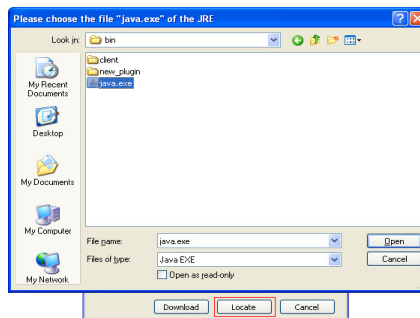 Please choose the file "java.exe" of the JRE
Look in:
bin
client
new_plugin
java.exe
My Recent
Documents
Desktop
My Documents
My Computer
My Network
File name:
java.exe
Open
Files of type:
Java EXE
Cancel
Open as read-only
Download
Locate
Cancel